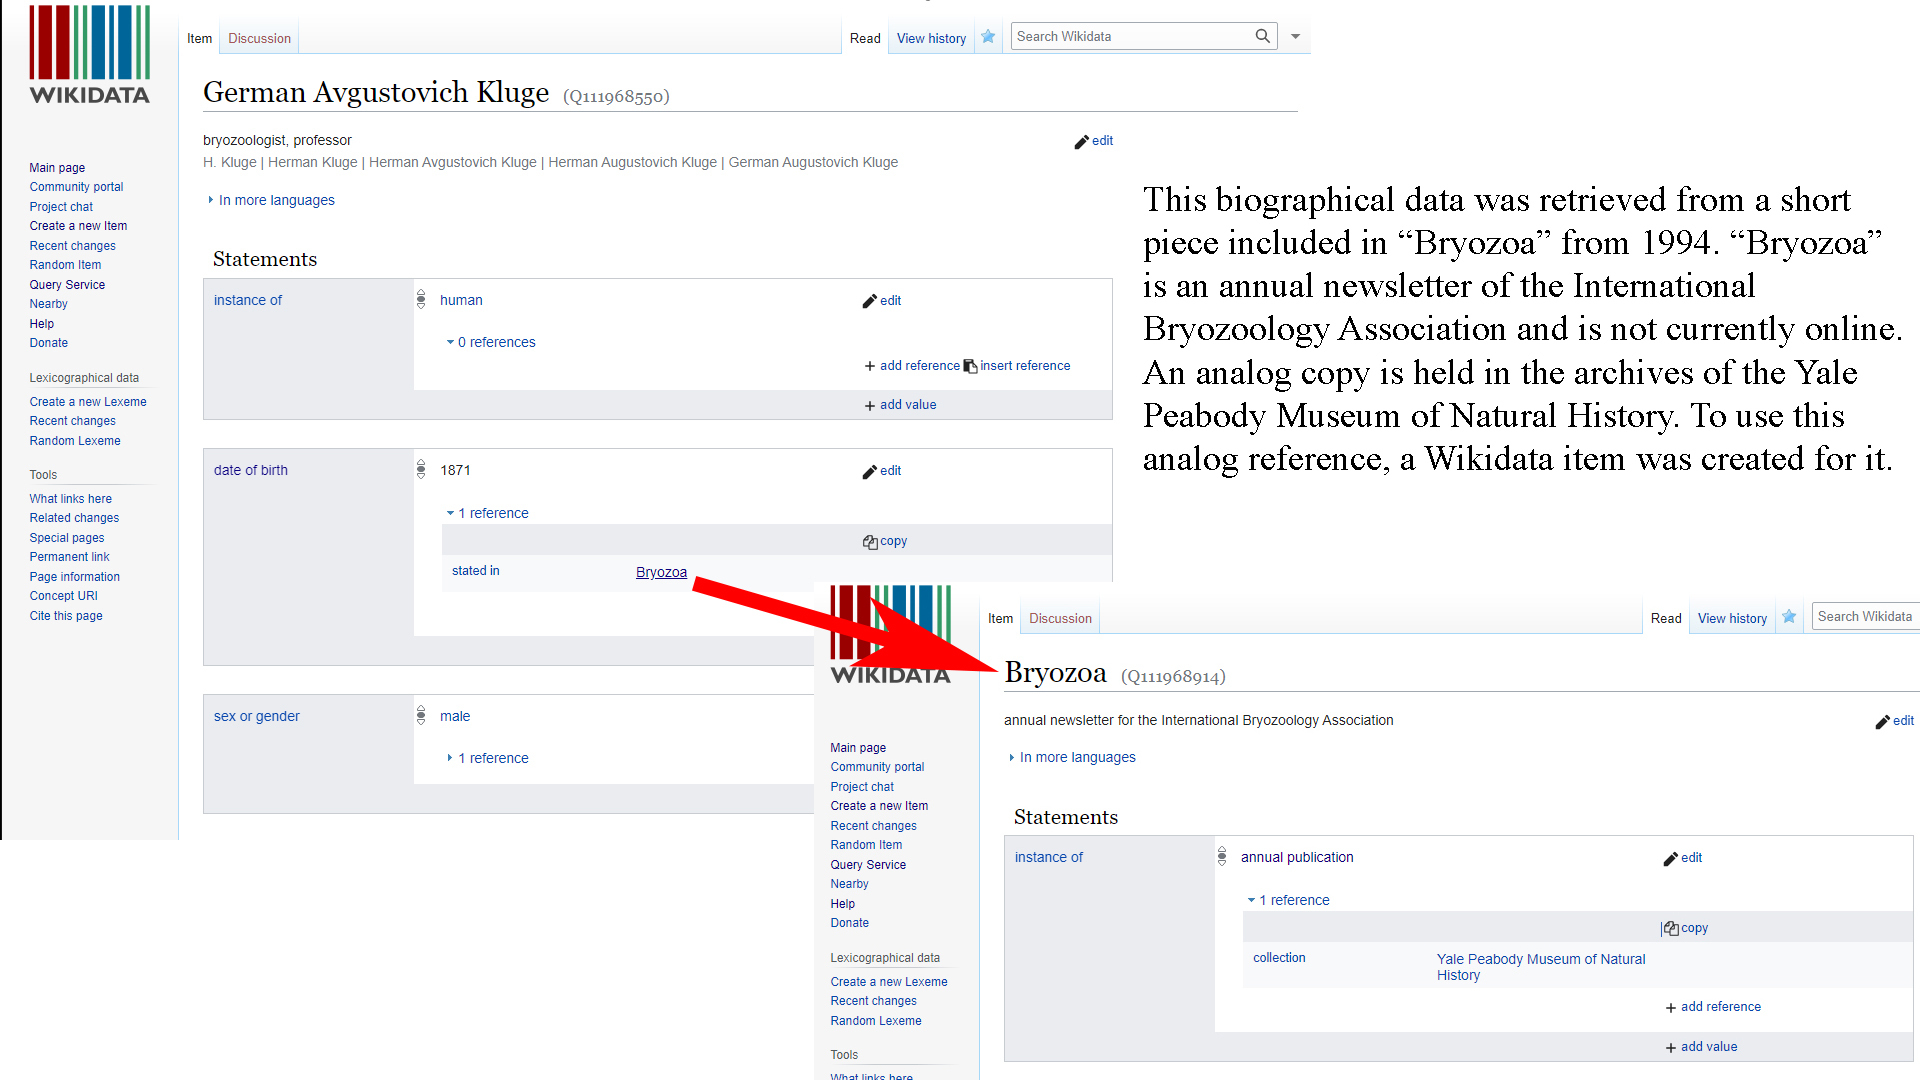 WIKIDATA
Main page
Community portal
Project chat
Create a new Item
Recent changes
Random Item
Query Service
Nearby
Help
Donate
Lexicographical data
Create a new Lexeme
Recent changes
Random Lexeme
Tools
What links here
Related changes
Special pages
Permanent link
Page information
Concept URI
Cite this page
Item Discussion Read View history Search Wikidata
German Avgustovich Kluge (Q111968550)
bryozoologist, professor edit
H. Kluge | Herman Kluge | Herman Avgustovich Kluge | Herman Augustovich Kluge | German Augustovich Kluge
In more languages
Statements
instance of human edit
0 references
+ add reference insert reference
+ add value
date of birth 1871 edit
1 reference
copy
stated in Bryozoa
sex or gender male
1 reference
This biographical data was retrieved from a short
piece included in “Bryozoa” from 1994. “Bryozoa”
is an annual newsletter of the International
Bryozoology Association and is not currently online.
An analog copy is held in the archives of the Yale
Peabody Museum of Natural History. To use this
analog reference, a Wikidata item was created for it.
WIKIDATA
Main page
Community portal
Project chat
Create a new Item
Recent changes
Random Item
Query Service
Nearby
Help
Donate
Lexicographical data
Create a new Lexeme
Recent changes
Random Lexeme
Tools
What links here
Item Discussion Read View history Search Wikidata
Bryozoa (Q111968914)
annual newsletter for the International Bryozoology Association edit
In more languages
Statements
instance of annual publication edit
1 reference
copy
collection Yale Peabody Museum of Natural
History
+ add reference
+ add value